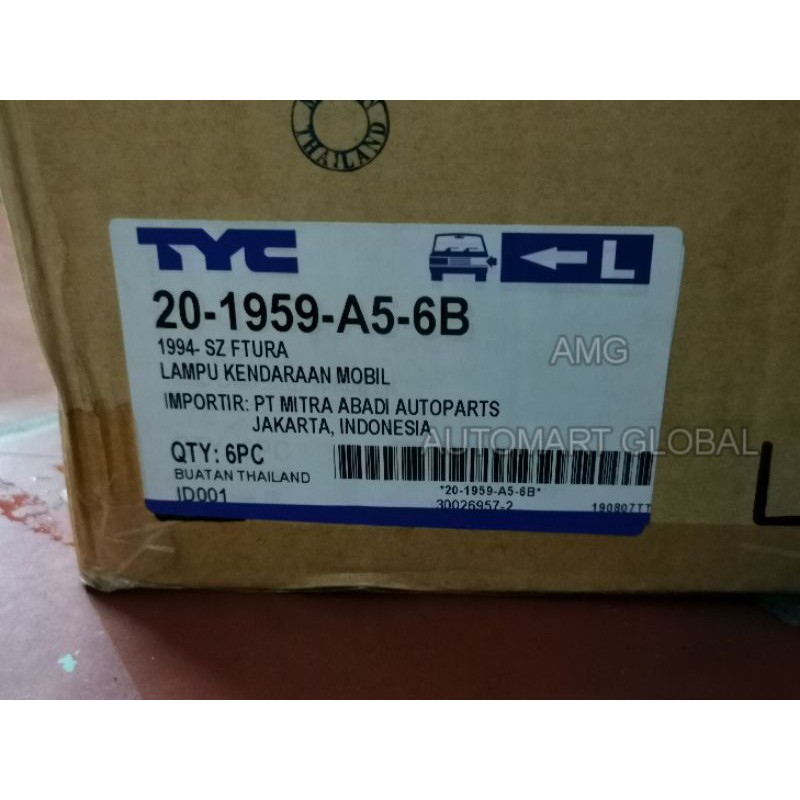 THAILAND
TYC
L
20-1959-A5-6B
1994- SZ FTURA
LAMPU KENDARAAN MOBIL
AMG
IMPORTIR: PT MITRA ABADI AUTOPARTS
JAKARTA, INDONESIA
AUTOMART GLOBAL
QTY: 6PC
BUATAN THAILAND
*20-1959-A5-6B*
ID001
30026957-2
190807TT